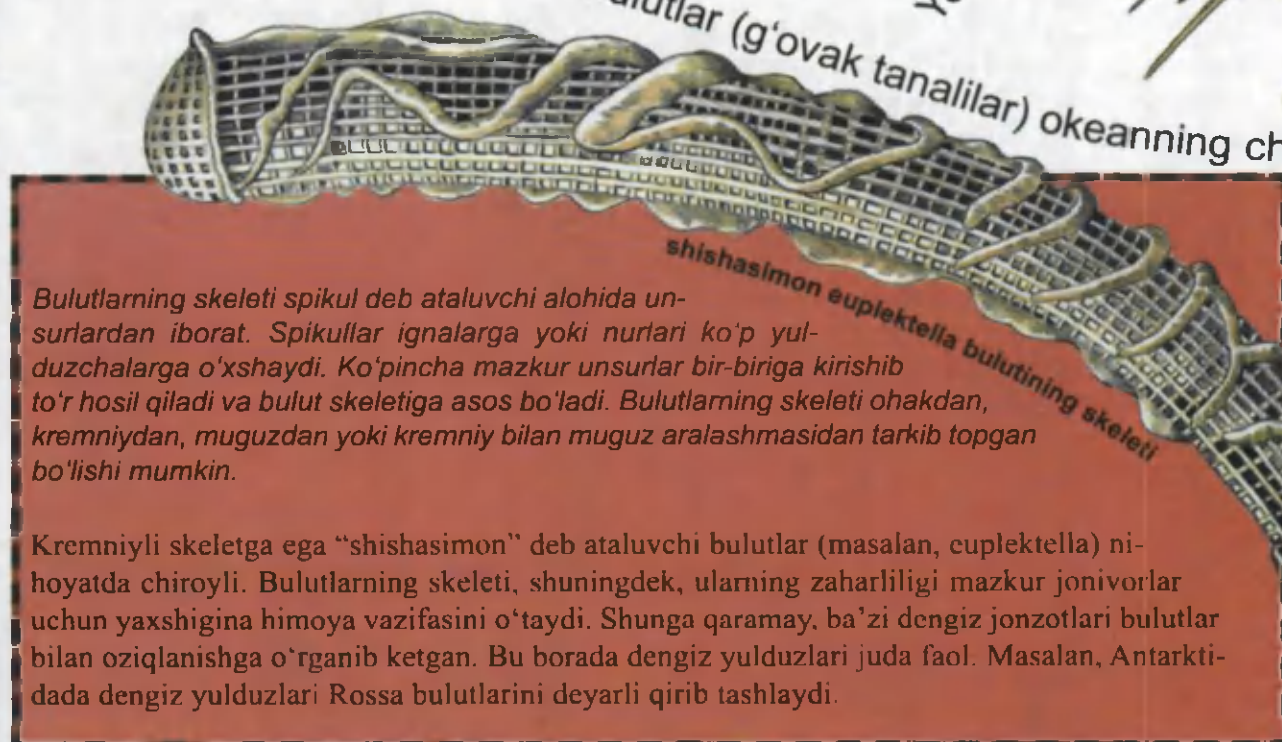 bulutlar (g‘ovak tanalilar) okeanning
shishasimon euplektella bulutining skeleti
Bulutlarning skeleti spikul deb ataluvchi alohida un-
surlardan iborat. Spikullar ignalarga yoki nurlari ko‘p yul-
duzchalarga o‘xshaydi. Ko‘pincha mazkur unsurlar bir-biriga kirishib
to‘r hosil qiladi va bulut skeletiga asos bo‘ladi. Bulutlarning skeleti ohakdan,
kremniydan, muguzdan yoki kremniy bilan muguz aralashmasidan tarkib topgan
bo‘lishi mumkin.
Kremniyli skeletga ega “shishasimon” deb ataluvchi bulutlar (masalan, euplektella) ni-
hoyatda chiroyli. Bulutlarning skeleti, shuningdek, ularning zaharliligi mazkur jonivorlar
uchun yaxshigina himoya vazifasini o‘taydi. Shunga qaramay, ba’zi dengiz jonzotlari bulutlar
bilan oziqlanishga o‘rganib ketgan. Bu borada dengiz yulduzlari juda faol. Masalan, Antarkti-
dada dengiz yulduzlari Rossa bulutlarini deyarli qirib tashlaydi.